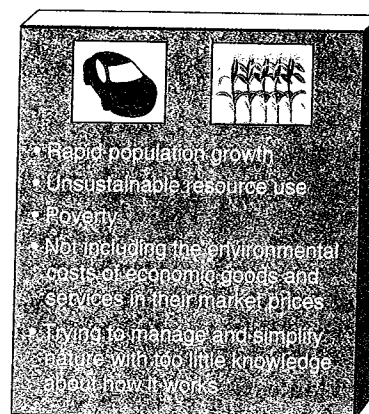 • Rapid population growth
• Unsustainable resource use
• Poverty
• Not including the environmental
costs of economic goods and
services in their market prices
• Trying to manage and simplify
nature with too little knowledge
about how it works